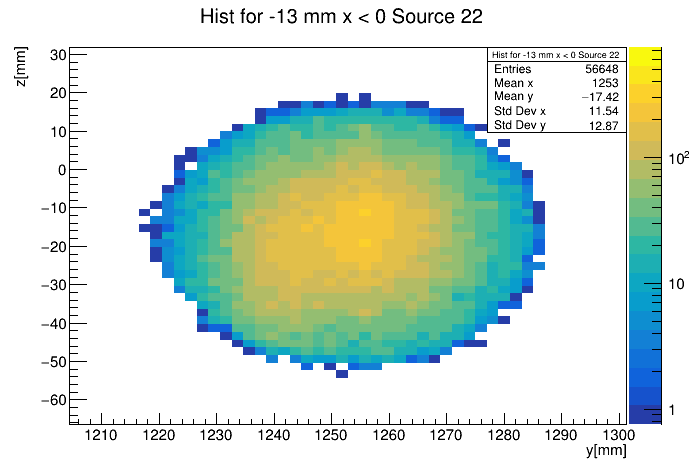 Hist for -13 mm x < 0 Source 22
z[mm]
Hist for -13 mm x < 0 Source 22
Entries 56648
Mean x 1253
Mean y −17.42
Std Dev x 11.54
Std Dev y 12.87
30
20
10
0
−10
−20
−30
−40
−50
−60
10²
10
1
1210 1220 1230 1240 1250 1260 1270 1280 1290 1300
y[mm]